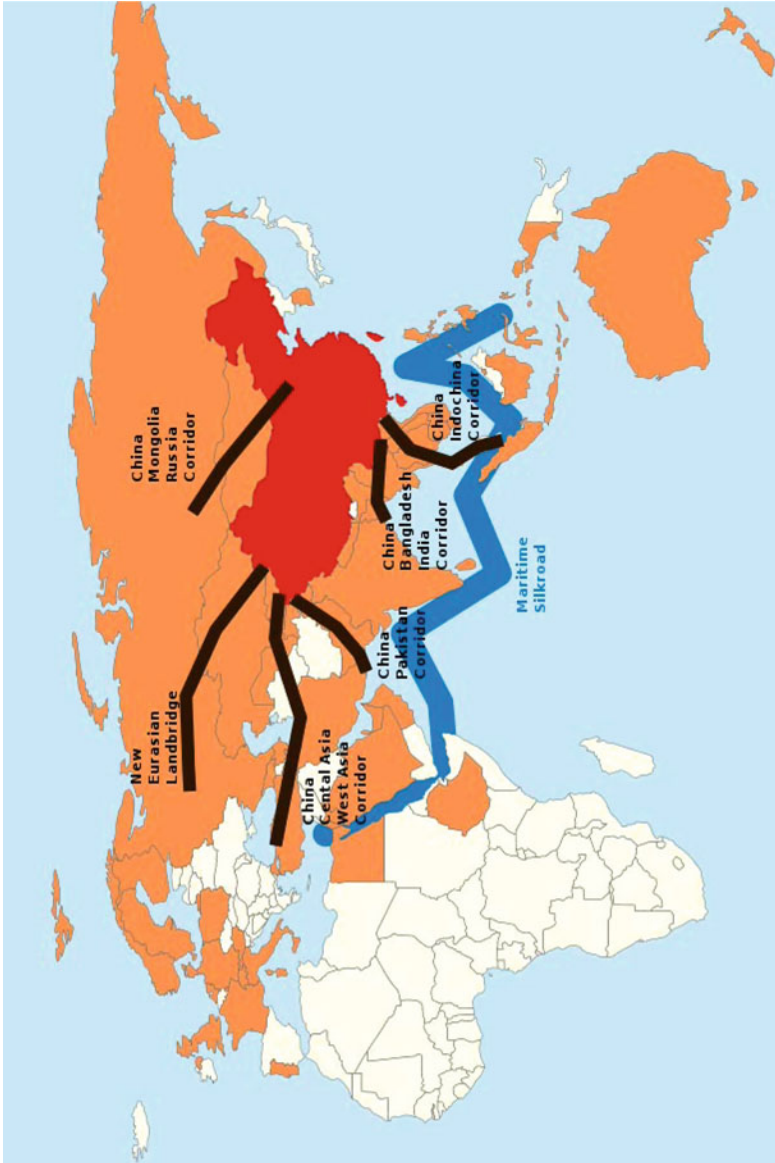 New
Eurasian
Landbridge
China
Mongolia
Russia
Corridor
China
Cental Asia
West Asia
Corridor
China
Pakistan
Corridor
China
Bangladesh
India
Corridor
China
Indochina
Corridor
Maritime
Silkroad